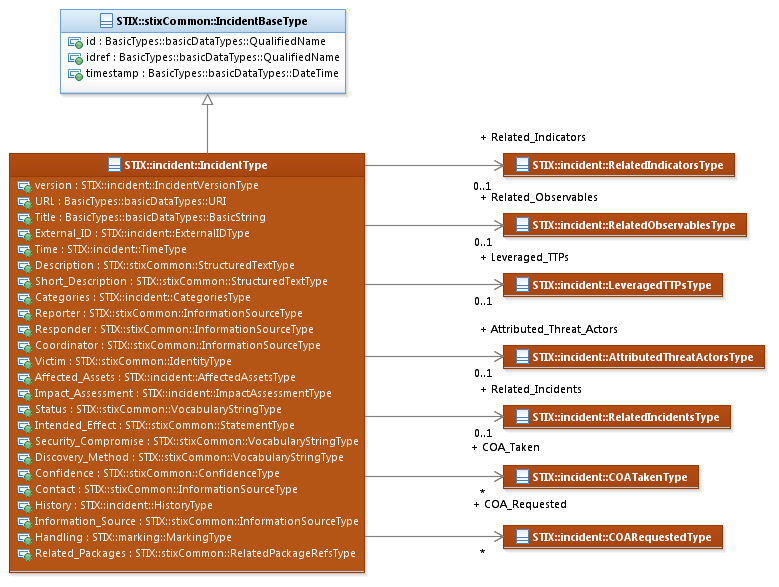 STIX::stixCommon::IncidentBaseType
id : BasicTypes::basicDataTypes::QualifiedName
idref : BasicTypes::basicDataTypes::QualifiedName
timestamp : BasicTypes::basicDataTypes::DateTime
STIX::incident::IncidentType
version : STIX::incident::IncidentVersionType
URL : BasicTypes::basicDataTypes::URI
Title : BasicTypes::basicDataTypes::BasicString
External_ID : STIX::incident::ExternalIDType
Time : STIX::incident::TimeType
Description : STIX::stixCommon::StructuredTextType
Short_Description : STIX::stixCommon::StructuredTextType
Categories : STIX::incident::CategoriesType
Reporter : STIX::stixCommon::InformationSourceType
Responder : STIX::stixCommon::InformationSourceType
Coordinator : STIX::stixCommon::InformationSourceType
Victim : STIX::stixCommon::IdentityType
Affected_Assets : STIX::incident::AffectedAssetsType
Impact_Assessment : STIX::incident::ImpactAssessmentType
Status : STIX::stixCommon::VocabularyStringType
Intended_Effect : STIX::stixCommon::StatementType
Security_Compromise : STIX::stixCommon::VocabularyStringType
Discovery_Method : STIX::stixCommon::VocabularyStringType
Confidence : STIX::stixCommon::ConfidenceType
Contact : STIX::stixCommon::InformationSourceType
History : STIX::incident::HistoryType
Information_Source : STIX::stixCommon::InformationSourceType
Handling : STIX::marking::MarkingType
Related_Packages : STIX::stixCommon::RelatedPackageRefsType
+ Related_Indicators
STIX::incident::RelatedIndicatorsType
0..1
+ Related_Observables
STIX::incident::RelatedObservablesType
0..1
+ Leveraged_TTPs
STIX::incident::LeveragedTTPsType
0..1
+ Attributed_Threat_Actors
STIX::incident::AttributedThreatActorsType
0..1
+ Related_Incidents
STIX::incident::RelatedIncidentsType
0..1
+ COA_Taken
STIX::incident::COATakenType
*
+ COA_Requested
STIX::incident::COARequestedType
*